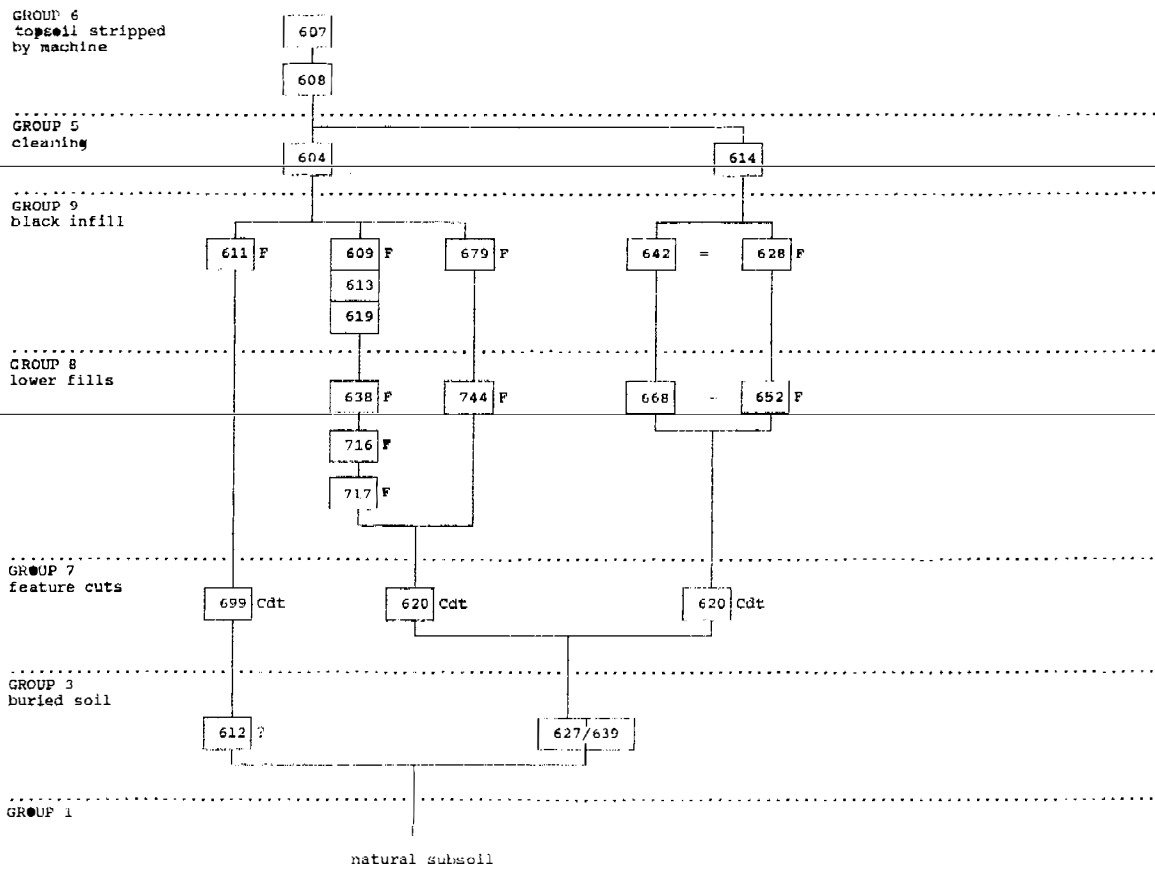 GROUP 6
topsoil stripped
by machine
607
608
GROUP 5
cleaning
604
614
GROUP 9
black infill
611 F
609 F
679 F
642 = 628 F
613
619
GROUP 8
lower fills
638 F
744 F
668 - 652 F
716 F
717 F
GROUP 7
feature cuts
699 Cdt
620 Cdt
620 Cdt
GROUP 3
buried soil
612 ?
627/639
GROUP 1
natural subsoil